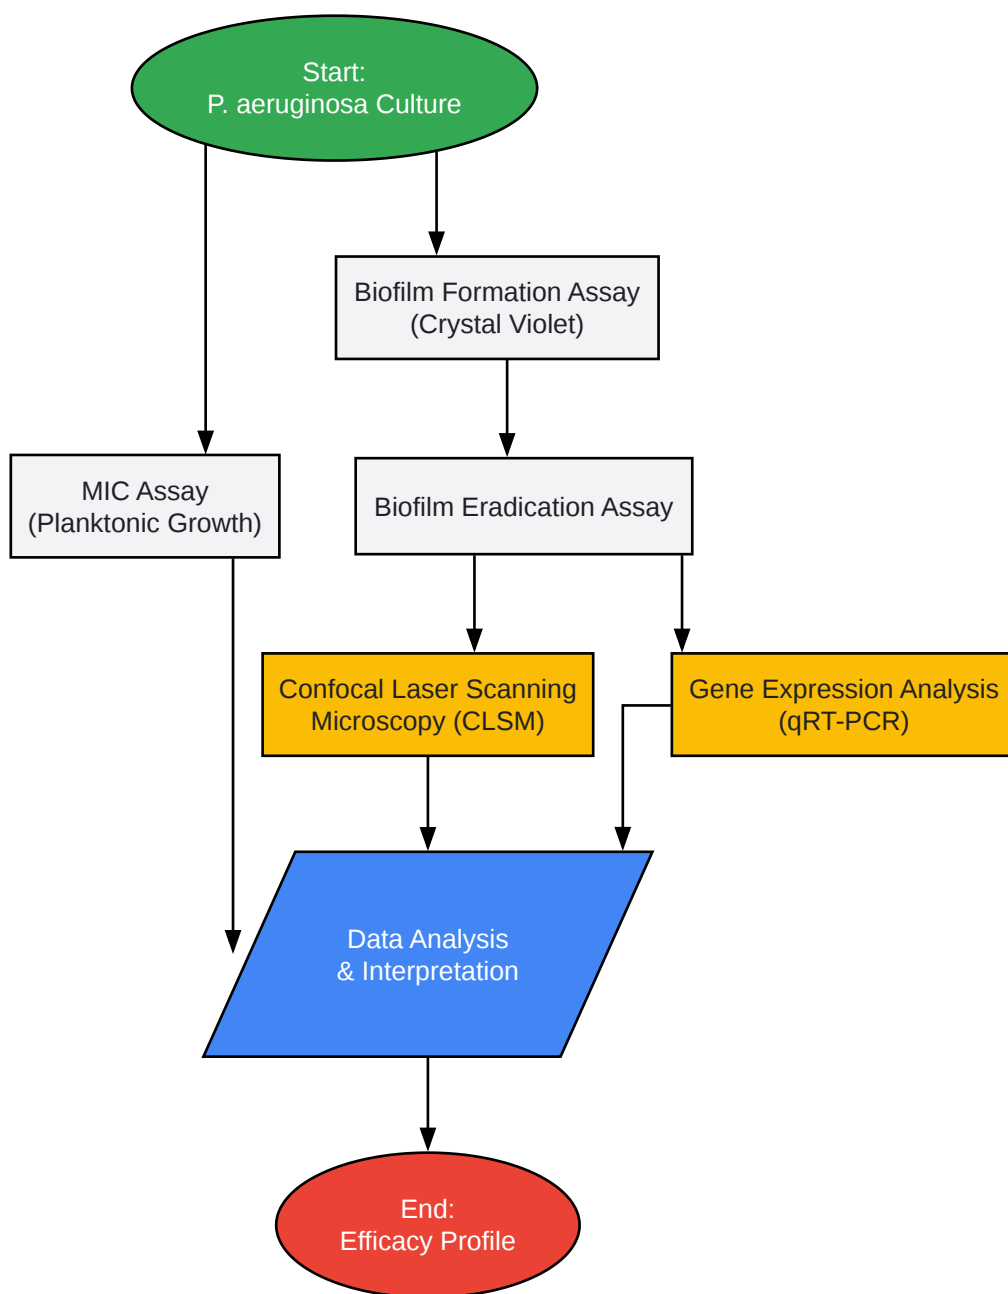 Start:
P. aeruginosa Culture
Biofilm Formation Assay
(Crystal Violet)
MIC Assay
(Planktonic Growth)
Biofilm Eradication Assay
Confocal Laser Scanning
Microscopy (CLSM)
Gene Expression Analysis
(qRT-PCR)
Data Analysis
& Interpretation
End:
Efficacy Profile